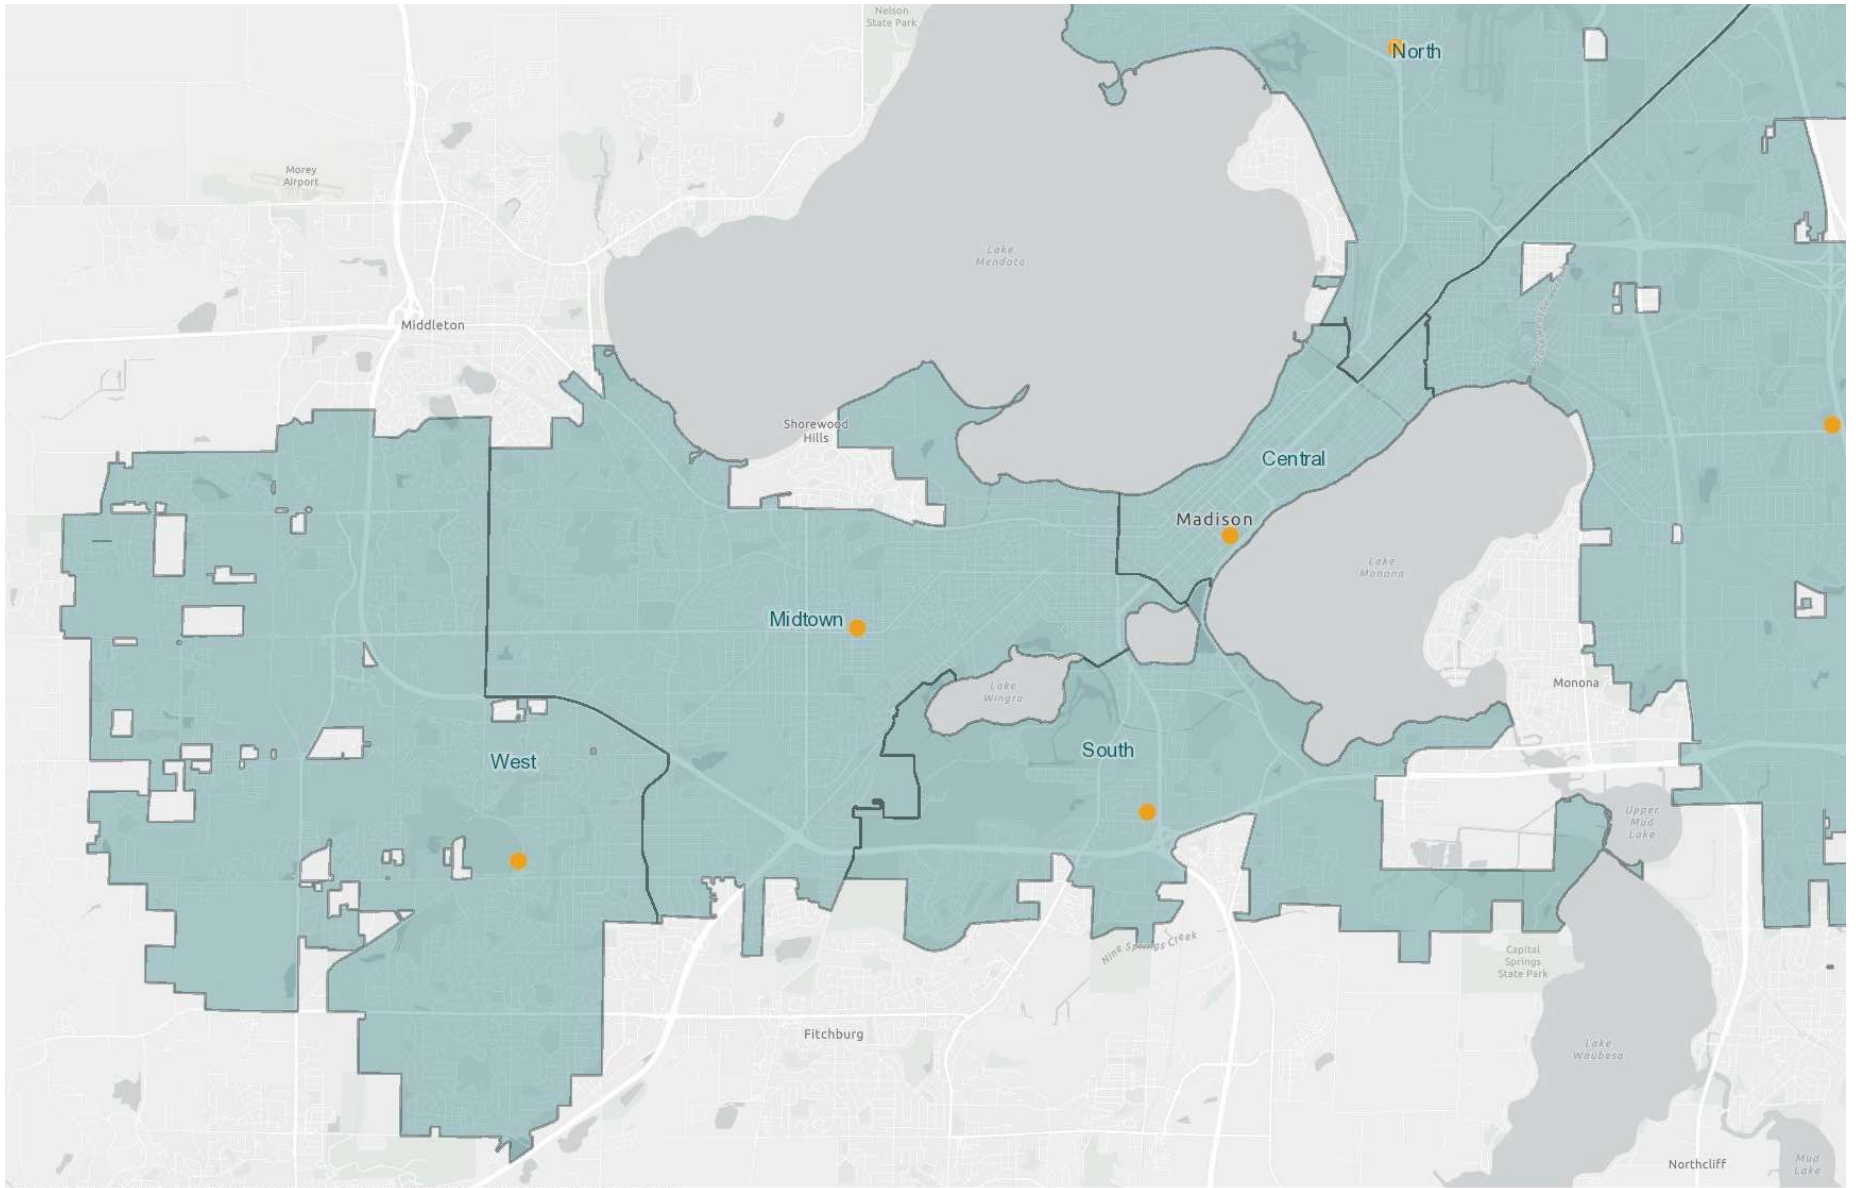 Nelson
State Park
North
Morey
Airport
Lake
Mendota
Middleton
Shorewood
Hills
Central
Madison
Lake
Monona
Midtown
Lake
Wingra
Monona
South
West
Upper
Mud
Lake
Nine Springs Creek
Capital
Springs
State Park
Fitchburg
Lake
Waubesa
Northcliff
Mud
Lake